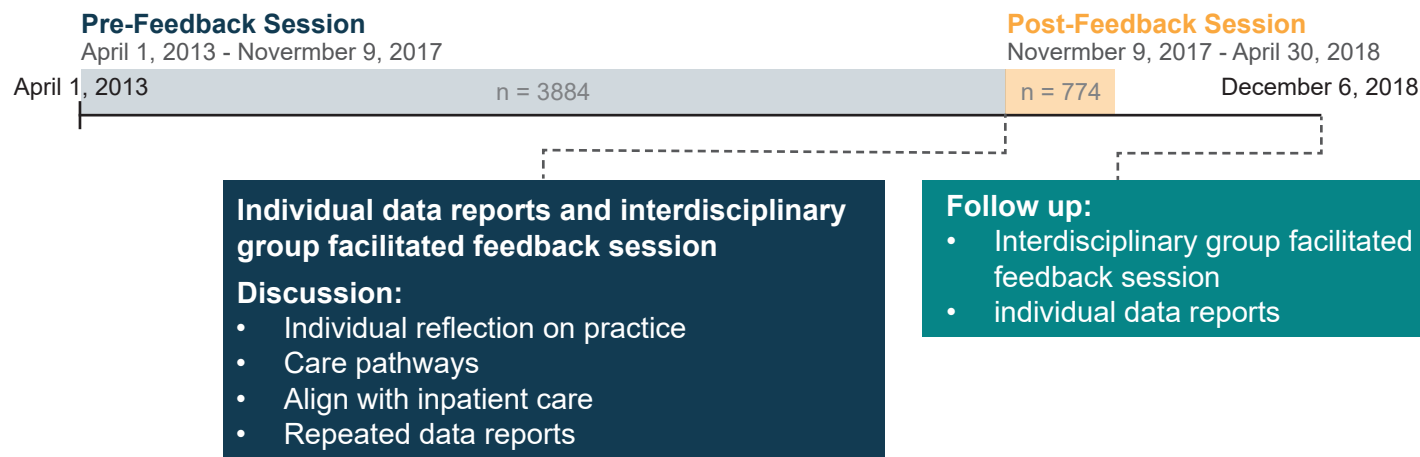 Pre-Feedback Session
April 1, 2013 - Novermber 9, 2017
Post-Feedback Session
Novermber 9, 2017 - April 30, 2018
April 1, 2013
n = 3884
n = 774
December 6, 2018
Individual data reports and interdisciplinary
group facilitated feedback session
Discussion:
• Individual reflection on practice
• Care pathways
• Align with inpatient care
• Repeated data reports
Follow up:
• Interdisciplinary group facilitated
feedback session
• individual data reports